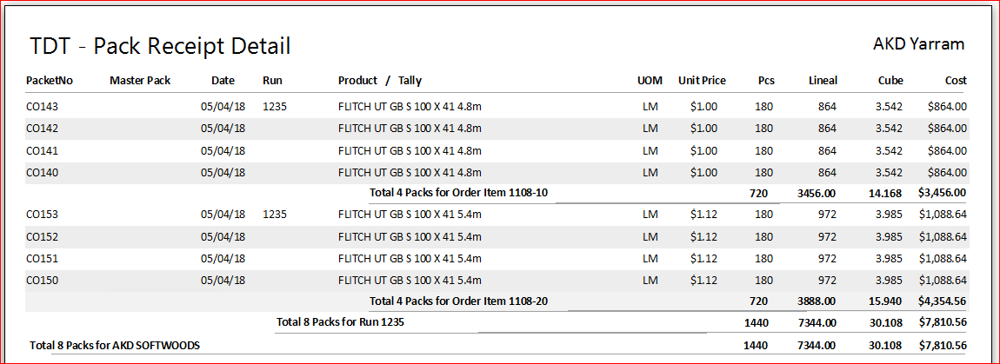 TDT - Pack Receipt Detail AKD Yarram
PacketNo Master Pack Date Run Product / Tally UOM Unit Price Pcs Lineal Cube Cost
CO143 05/04/18 1235 FLITCH UT GB S 100 X 41 4.8m LM $1.00 180 864 3.542 $864.00
CO142 05/04/18 FLITCH UT GB S 100 X 41 4.8m LM $1.00 180 864 3.542 $864.00
CO141 05/04/18 FLITCH UT GB S 100 X 41 4.8m LM $1.00 180 864 3.542 $864.00
CO140 05/04/18 FLITCH UT GB S 100 X 41 4.8m LM $1.00 180 864 3.542 $864.00
Total 4 Packs for Order Item 1108-10 720 3456.00 14.168 $3,456.00
CO153 05/04/18 1235 FLITCH UT GB S 100 X 41 5.4m LM $1.12 180 972 3.985 $1,088.64
CO152 05/04/18 FLITCH UT GB S 100 X 41 5.4m LM $1.12 180 972 3.985 $1,088.64
CO151 05/04/18 FLITCH UT GB S 100 X 41 5.4m LM $1.12 180 972 3.985 $1,088.64
CO150 05/04/18 FLITCH UT GB S 100 X 41 5.4m LM $1.12 180 972 3.985 $1,088.64
Total 4 Packs for Order Item 1108-20 720 3888.00 15.940 $4,354.56
Total 8 Packs for Run 1235 1440 7344.00 30.108 $7,810.56
Total 8 Packs for AKD SOFTWOODS 1440 7344.00 30.108 $7,810.56